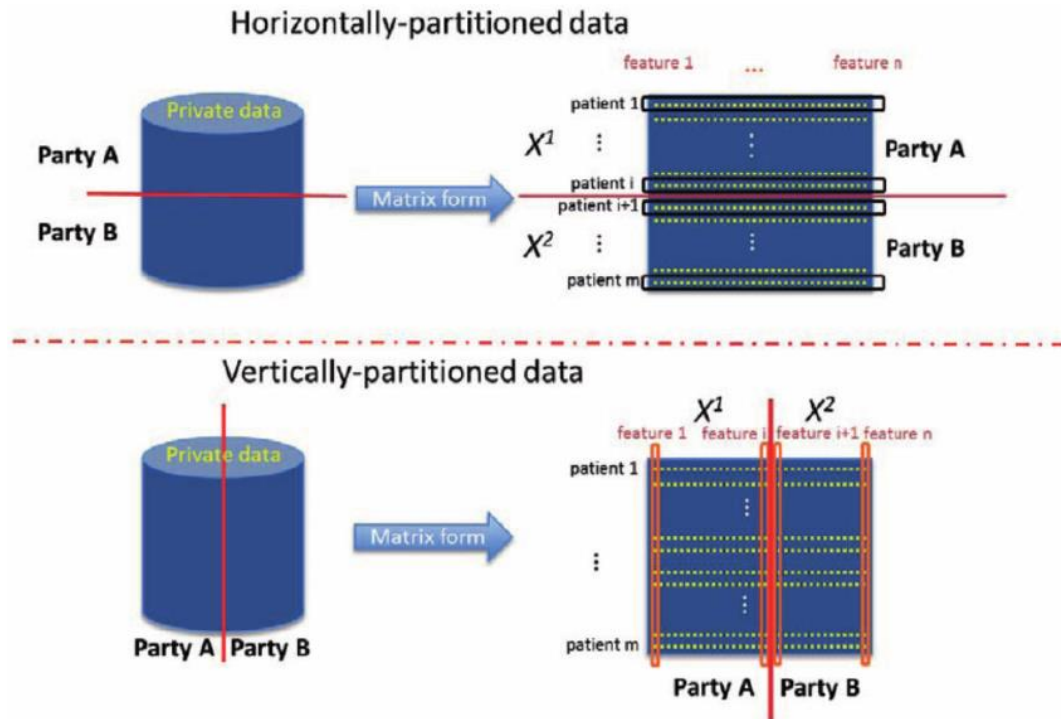 Horizontally-partitioned data
feature 1 ... feature n
Private data
patient 1
Party A
X¹ ⋮ ⋮
Party A
patient i
Matrix form
patient i+1
Party B
X² ⋮ ⋮
Party B
patient m
Vertically-partitioned data
X¹ X²
feature 1 feature i feature i+1 feature n
Private data
patient 1
⋮
Matrix form
⋮
⋮
patient m
Party A Party B
Party A Party B